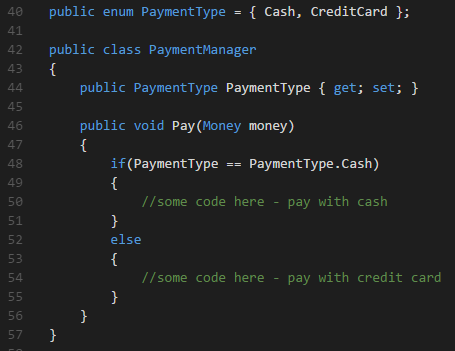 40 public enum PaymentType = { Cash, CreditCard };
41
42 public class PaymentManager
43 {
44     public PaymentType PaymentType { get; set; }
45
46     public void Pay(Money money)
47     {
48         if(PaymentType == PaymentType.Cash)
49         {
50             //some code here - pay with cash
51         }
52         else
53         {
54             //some code here - pay with credit card
55         }
56     }
57 }